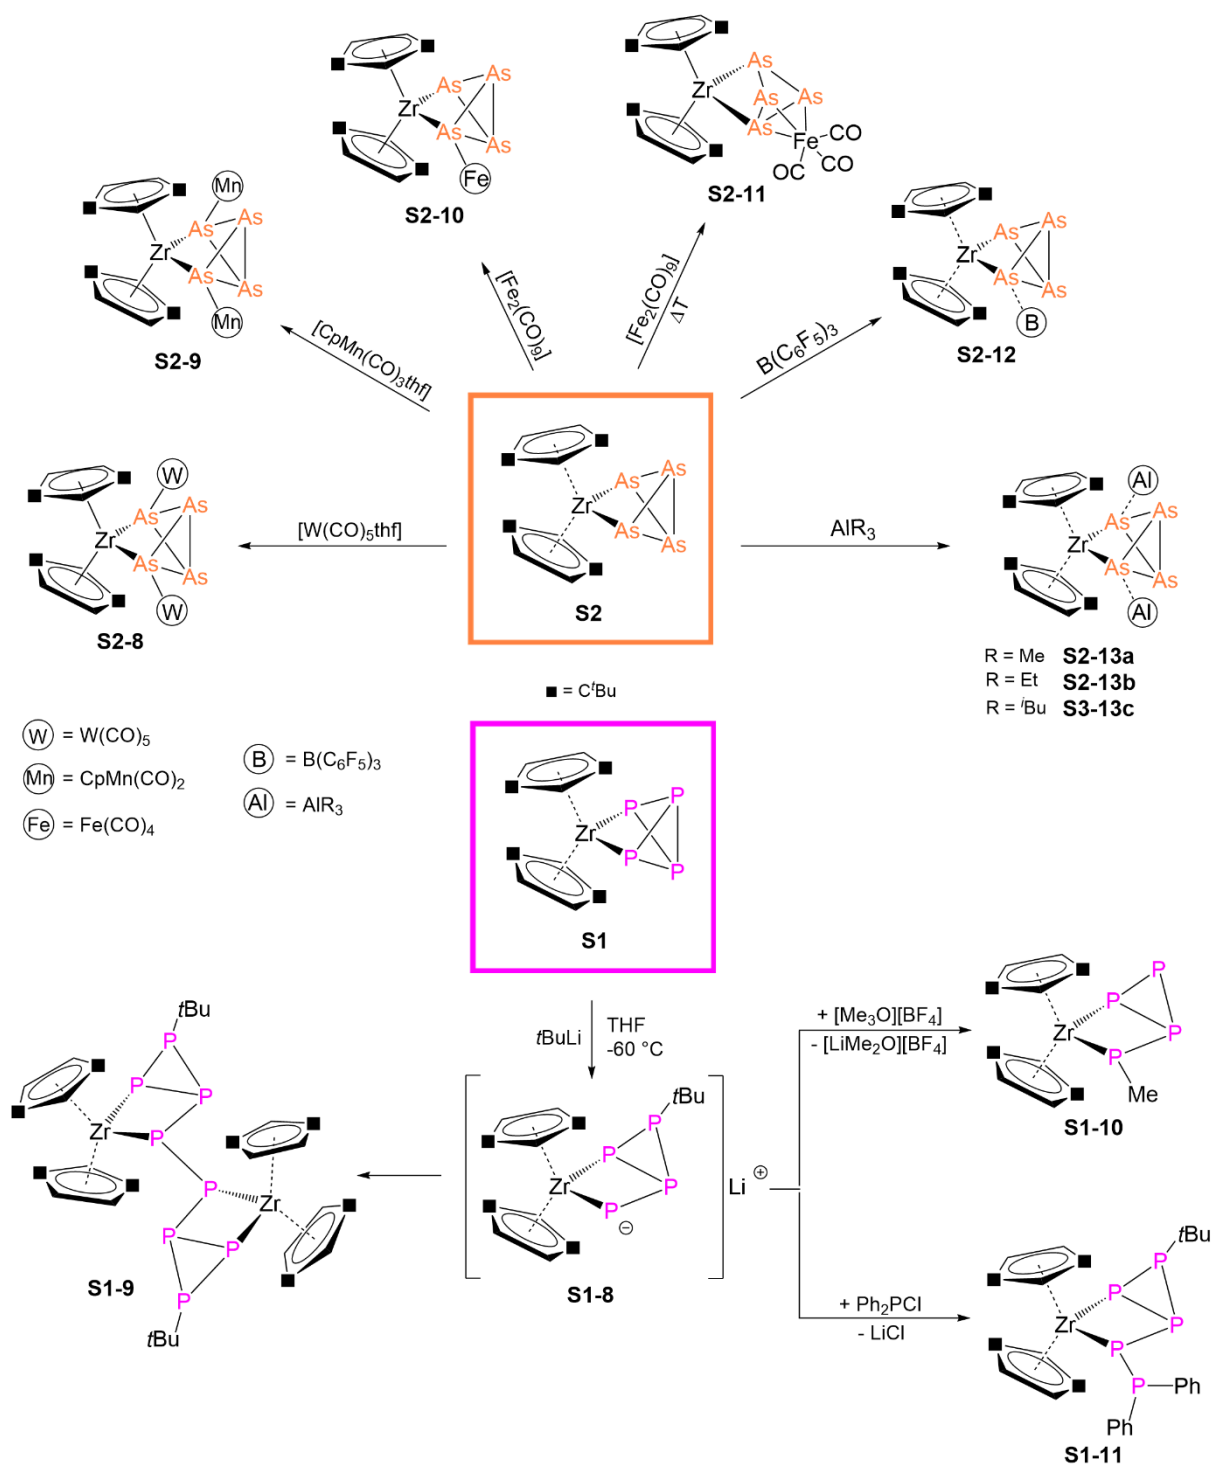 As
As
Zr
As
As
Fe
S2-10
As
Zr
As
As
As
Fe
CO
CO
OC
S2-11
Mn
As
As
Zr
As
As
Mn
S2-9
As
As
Zr
As
As
B
S2-12
[CpMn(CO)3thf]
[Fe2(CO)9]
[Fe2(CO)9]
ΔT
B(C6F5)3
W
As
As
Zr
As
As
W
S2-8
[W(CO)5thf]
As
As
Zr
As
As
S2
AlR3
Al
As
As
Zr
As
As
Al
R = Me S2-13a
R = Et S2-13b
R = iBu S3-13c
■ = CtBu
W = W(CO)5
Mn = CpMn(CO)2
Fe = Fe(CO)4
B = B(C6F5)3
Al = AlR3
P
P
Zr
P
P
S1
tBuLi
THF
-60 °C
tBu
P
P
P
Zr
P
P
Zr
P
P
P
tBu
S1-9
tBu
P
P
Zr
P
P
⊖
Li
⊕
S1-8
+ [Me3O][BF4]
- [LiMe2O][BF4]
P
P
Zr
P
P
Me
S1-10
+ Ph2PCl
- LiCl
tBu
P
P
Zr
P
P
P
Ph
Ph
S1-11